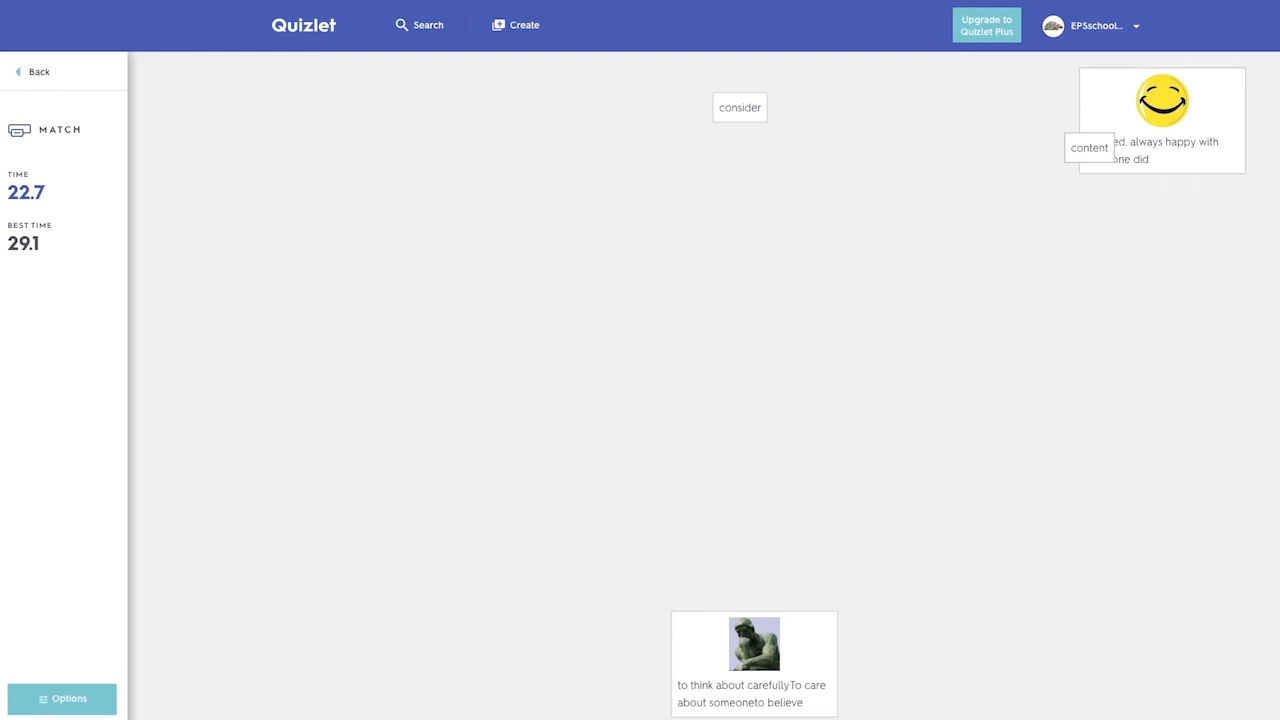 Quizlet
Search
Create
Upgrade to
Quizlet Plus
EPSschool...
Back
MATCH
TIME
22.7
BEST TIME
29.1
consider
content
always happy with
one did
to think about carefullyTo care
about someoneto believe
Options